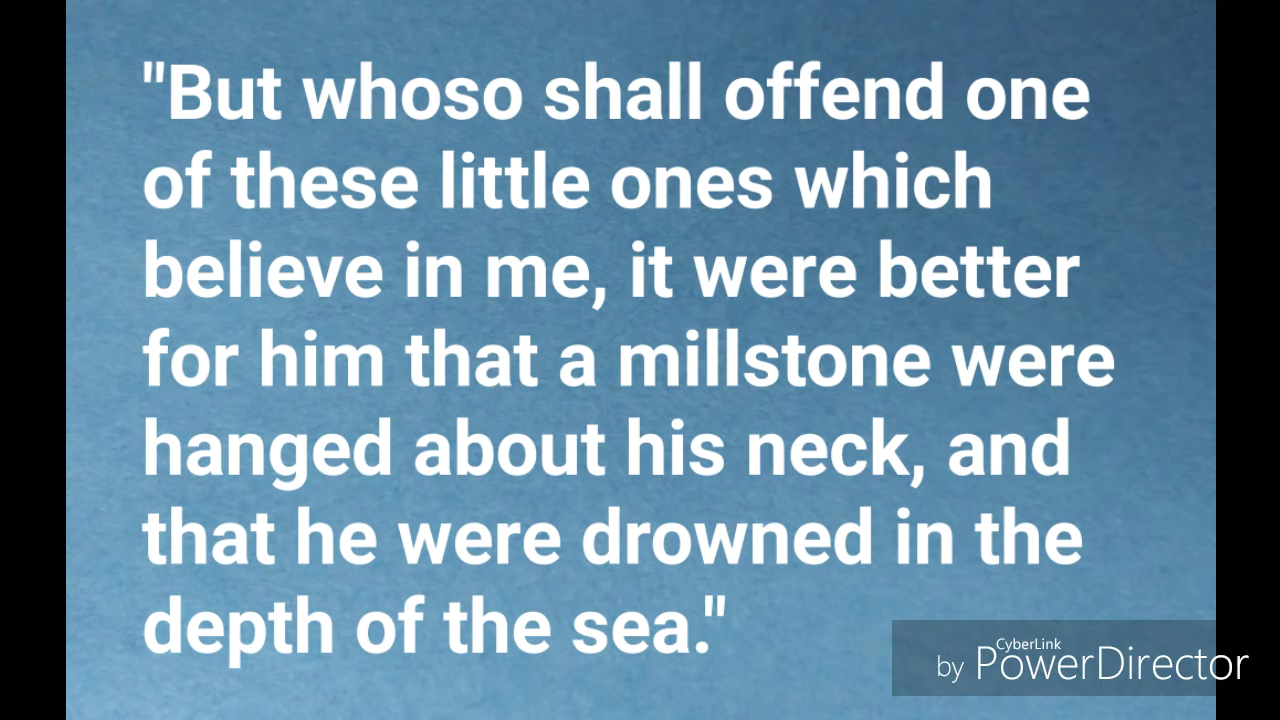 "But whoso shall offend one
of these little ones which
believe in me, it were better
for him that a millstone were
hanged about his neck, and
that he were drowned in the
depth of the sea."
CyberLink
by PowerDirector